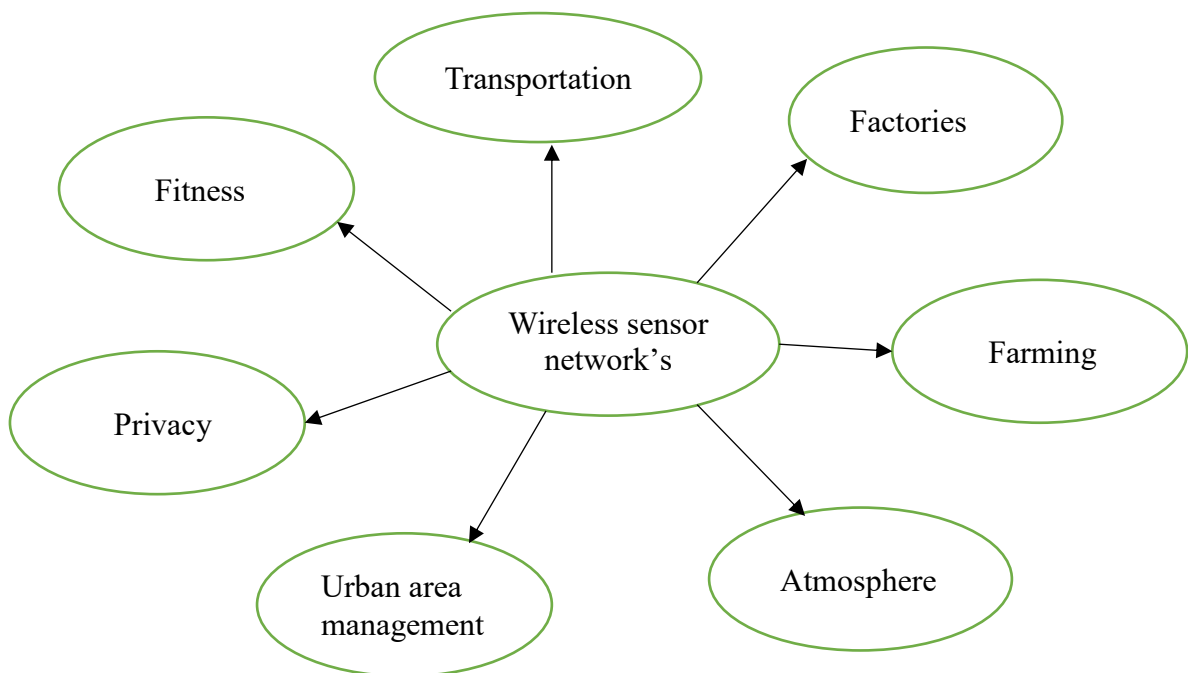 Transportation
Factories
Fitness
Wireless sensor
network’s
Farming
Privacy
Urban area
management
Atmosphere